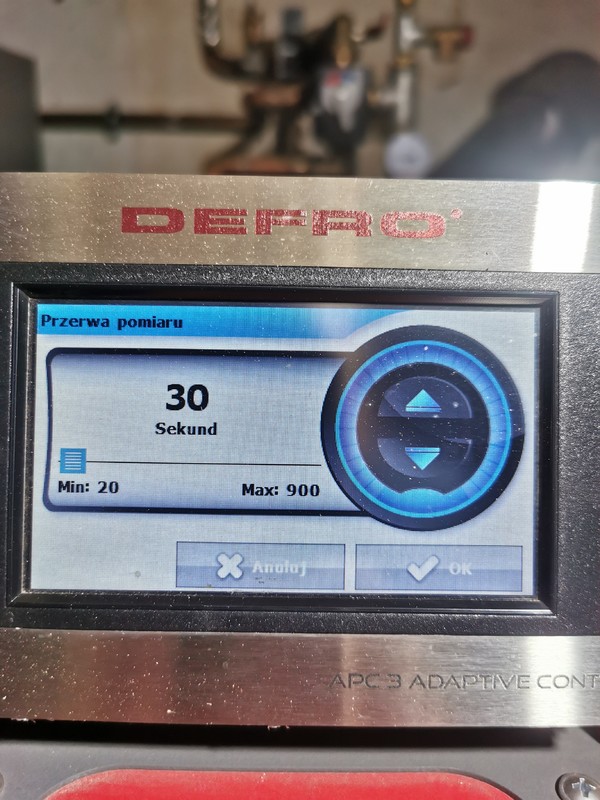 DEFRO®
Przerwa pomiaru
30
Sekund
Min: 20
Max: 900
Anuluj
OK
APC 3 ADAPTIVE CONT